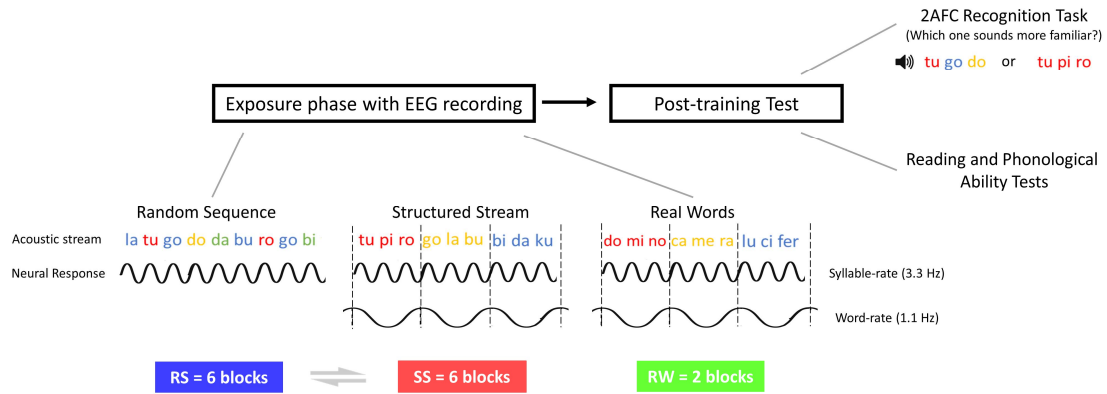 2AFC Recognition Task
(Which one sounds more familiar?)
tu go do or tu pi ro
Exposure phase with EEG recording
Post-training Test
Reading and Phonological
Ability Tests
Random Sequence
Structured Stream
Real Words
Acoustic stream
la tu go do da bu ro go bi
tu pi ro go la bu bi da ku
do mi no ca me ra lu ci fer
Neural Response
Syllable-rate (3.3 Hz)
Word-rate (1.1 Hz)
RS = 6 blocks
SS = 6 blocks
RW = 2 blocks